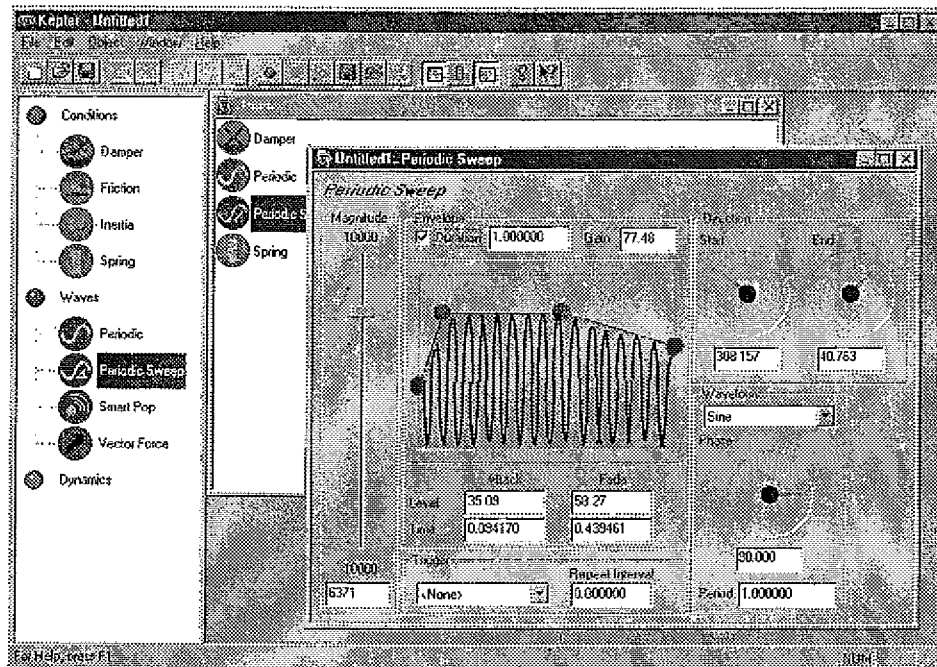 Kepler - Untitled1
File Edit Object Window Help
Conditions
Damper
Friction
Inertia
Spring
Waves
Periodic
Periodic Sweep
Smart Pop
Vector Force
Dynamics
Damper
Periodic
Periodic S
Spring
Untitled1 - Periodic Sweep
Periodic Sweep
Magnitude
10000
10000
6371
Envelope
Duration 1.000000 Gain 77.48
Attack Fade
Level 35.09 58.27
Time 0.094170 0.439461
Trigger
<None>
Repeat Interval
0.000000
Direction
Start End
308.157 40.763
Waveform
Sine
Phase
90.000
Period 1.000000
For Help, press F1
NUM